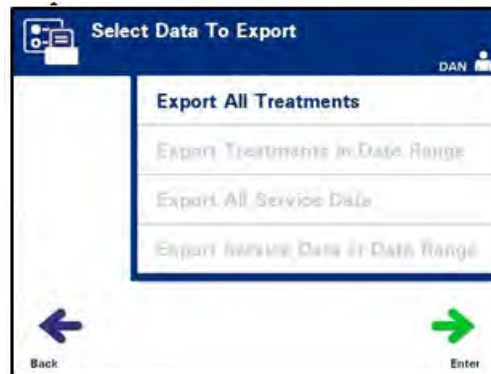 Select Data To Export
DAN
Export All Treatments
Export Treatments in Date Range
Export All Service Data
Export Service Data in Date Range
Back
Enter